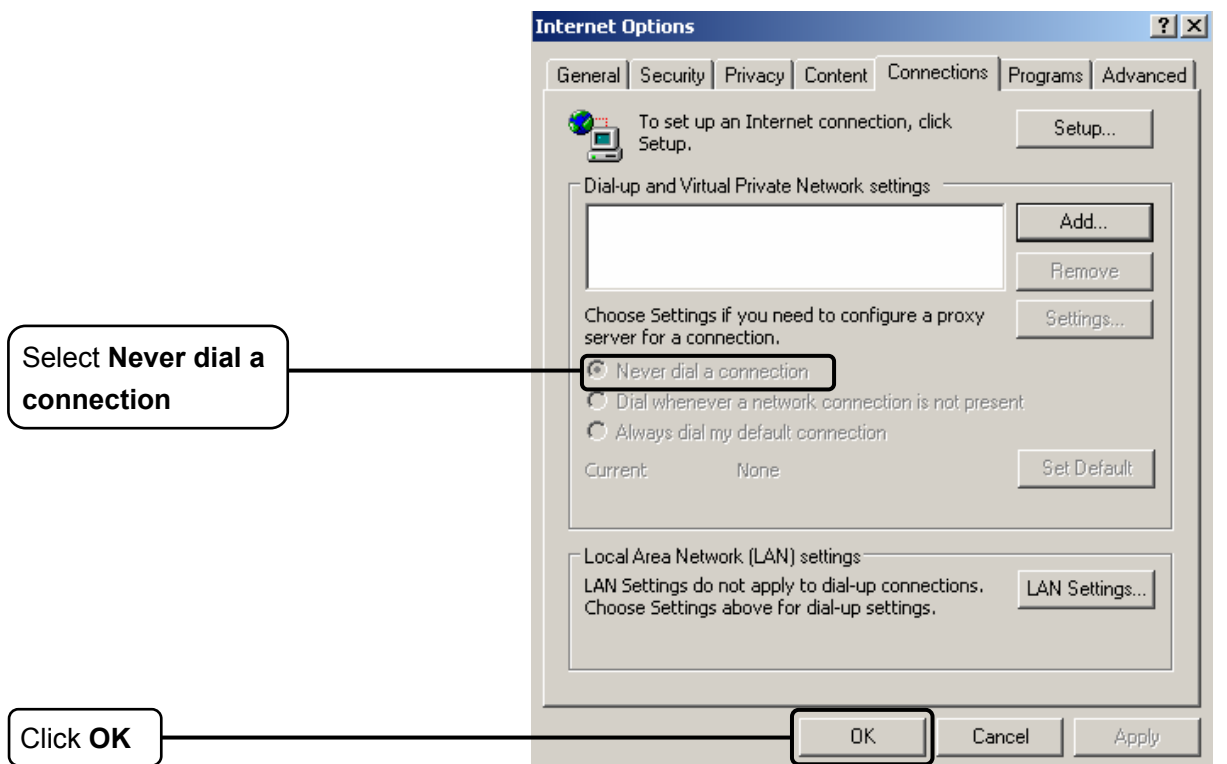 Internet Options
General Security Privacy Content Connections Programs Advanced
To set up an Internet connection, click
Setup.
Setup...
Dial-up and Virtual Private Network settings
Add...
Remove
Choose Settings if you need to configure a proxy
server for a connection.
Settings...
Select Never dial a
connection
Never dial a connection
Dial whenever a network connection is not present
Always dial my default connection
Current None
Set Default
Local Area Network (LAN) settings
LAN Settings do not apply to dial-up connections.
Choose Settings above for dial-up settings.
LAN Settings...
Click OK
OK Cancel Apply